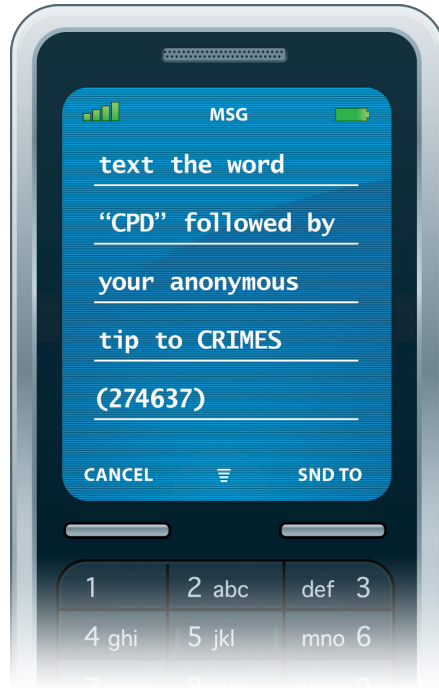 MSG
text the word
“CPD” followed by
your anonymous
tip to CRIMES
(274637)
CANCEL SND TO
1 2 abc def 3
4 ghi 5 jkl mno 6